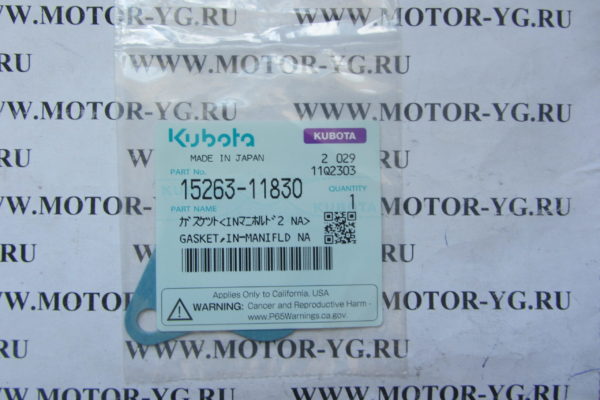 WWW.MOTOR-YG.RU
WWW.MOTOR-YG.RU
WWW.MOTOR-YG.RU
WWW.MOTOR-YG.RU
Kubota KUBOTA
MADE IN JAPAN 2 029
PART No. 11Q2303
15263-11830 QUANTITY
1
PART NAME
ガスケツト<INマニホルド2 NA>
GASKET,IN-MANIFLD NA
Applies Only to California, USA
WARNING: Cancer and Reproductive Harm -
www.P65Warnings.ca.gov.
WWW.MOTOR-YG.RU
WWW.MOTOR-YG.RU